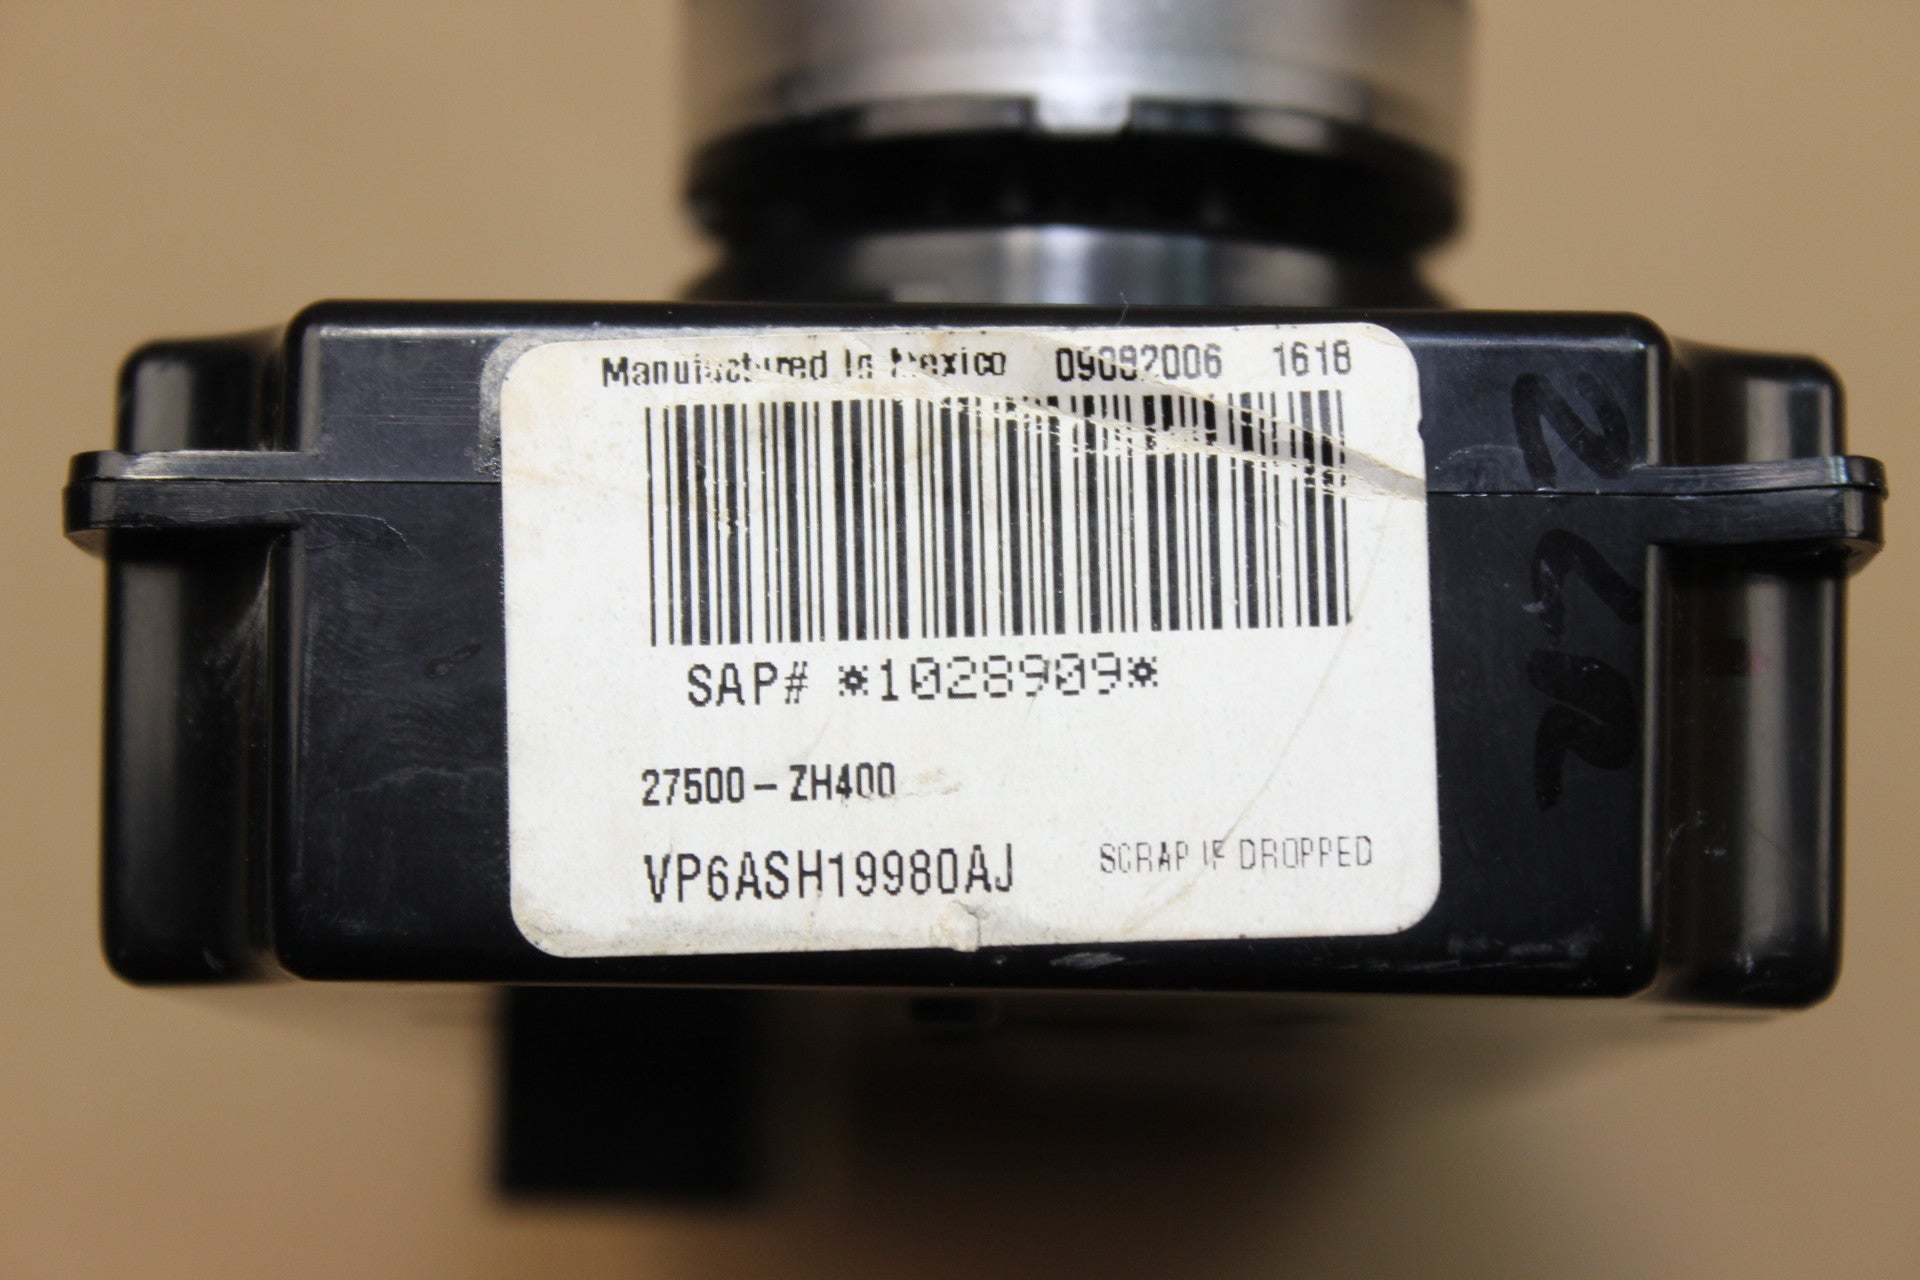 Manufactured In Mexico 09082006 1618
SAP# *1028909*
27500-ZH400
VP6ASH19980AJ SCRAP IF DROPPED